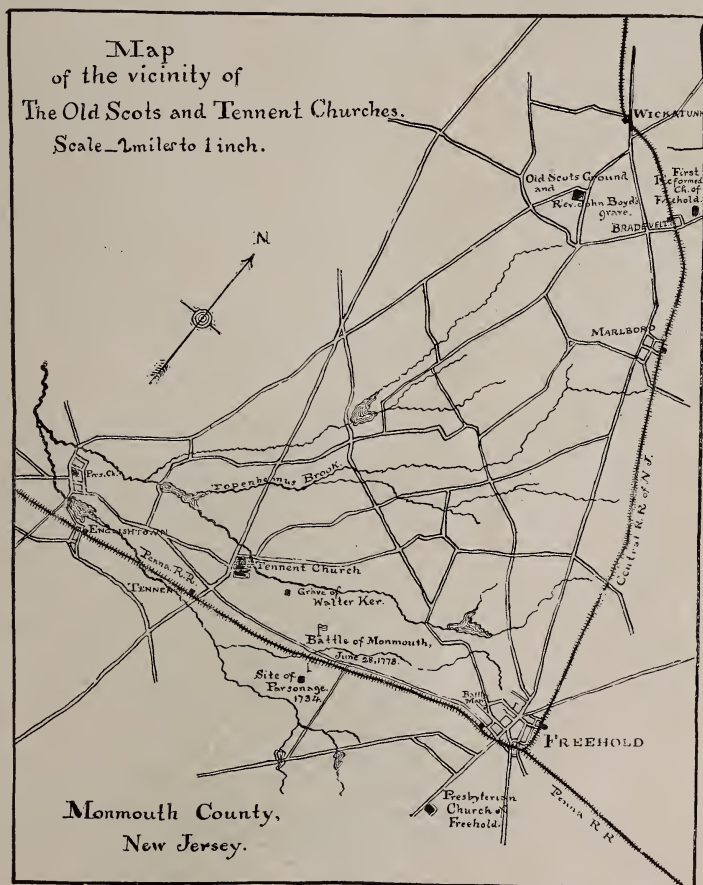 Map
of the vicinity of
The Old Scots and Tennent Churches.
Scale—2 miles to 1 inch.
N
WICKATUNK
Old Scots Ground
and
Rev. John Boyd's
grave.
First
Reformed
Ch. of
Freehold.
BRADEVELT
MARLBORO
Central R.R. of N.J.
Topenhemus Brook.
Pres. Ch.
ENGLISHTOWN
Penna. R.R.
TENNENT
Tennent Church
Grave of
Walter Ker.
Battle of Monmouth,
June 28, 1778.
Site of
Parsonage.
1734.
Battle
Mon.
FREEHOLD
Presbyterian
Church of
Freehold.
Penna R R
Monmouth County,
New Jersey.